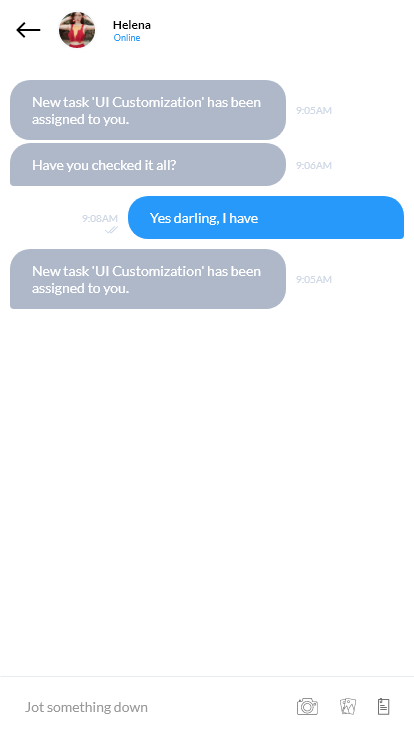 Helena
Online
New task 'UI Customization' has been
assigned to you.
9:05AM
Have you checked it all?
9:06AM
Yes darling, I have
9:08AM
New task 'UI Customization' has been
assigned to you.
9:05AM
Jot something down